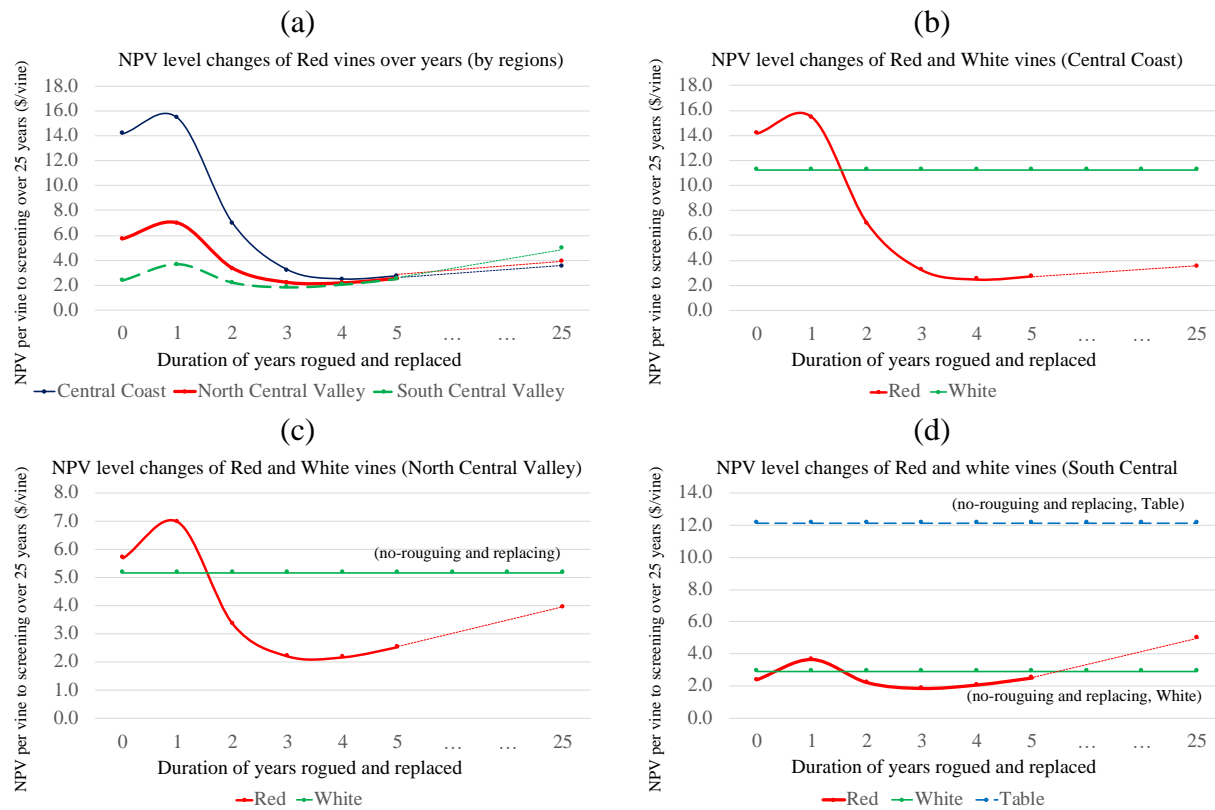 (a)
NPV level changes of Red vines over years (by regions)
NPV per vine to screening over 25 years ($/vine)
18.0
16.0
14.0
12.0
10.0
8.0
6.0
4.0
2.0
0.0
0 1 2 3 4 5 ... ... 25
Duration of years rogued and replaced
Central Coast North Central Valley South Central Valley
(b)
NPV level changes of Red and White vines (Central Coast)
NPV per vine to screening over 25 years ($/vine)
18.0
16.0
14.0
12.0
10.0
8.0
6.0
4.0
2.0
0.0
0 1 2 3 4 5 ... ... 25
Duration of years rogued and replaced
Red White
(c)
NPV level changes of Red and White vines (North Central Valley)
NPV per vine to screening over 25 years ($/vine)
8.0
7.0
6.0
5.0
4.0
3.0
2.0
1.0
0.0
(no-rouguing and replacing)
0 1 2 3 4 5 ... ... 25
Duration of years rogued and replaced
Red White
(d)
NPV level changes of Red and white vines (South Central
NPV per vine to screening over 25 years ($/vine)
14.0
12.0
10.0
8.0
6.0
4.0
2.0
0.0
(no-rouguing and replacing, Table)
(no-rouguing and replacing, White)
0 1 2 3 4 5 ... ... 25
Duration of years rogued and replaced
Red White Table